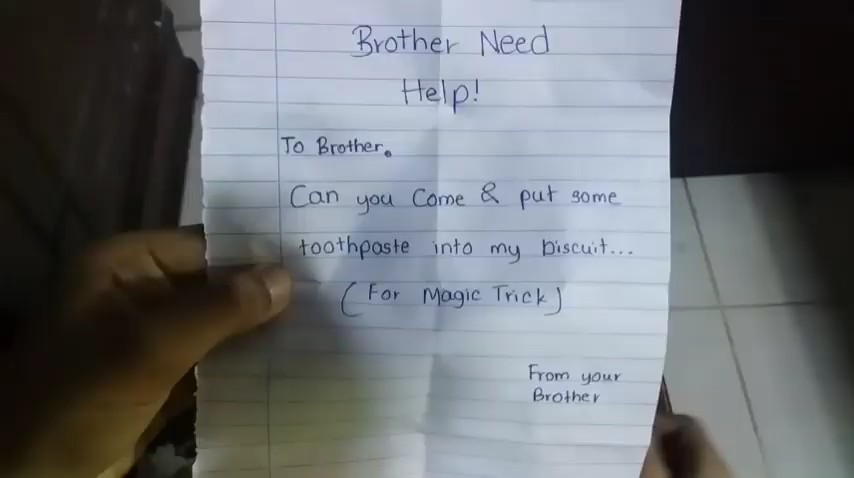 Brother Need
Help!
To Brother.
Can you Come & put some
toothpaste into my biscuit...
(For Magic Trick)
From your
Brother